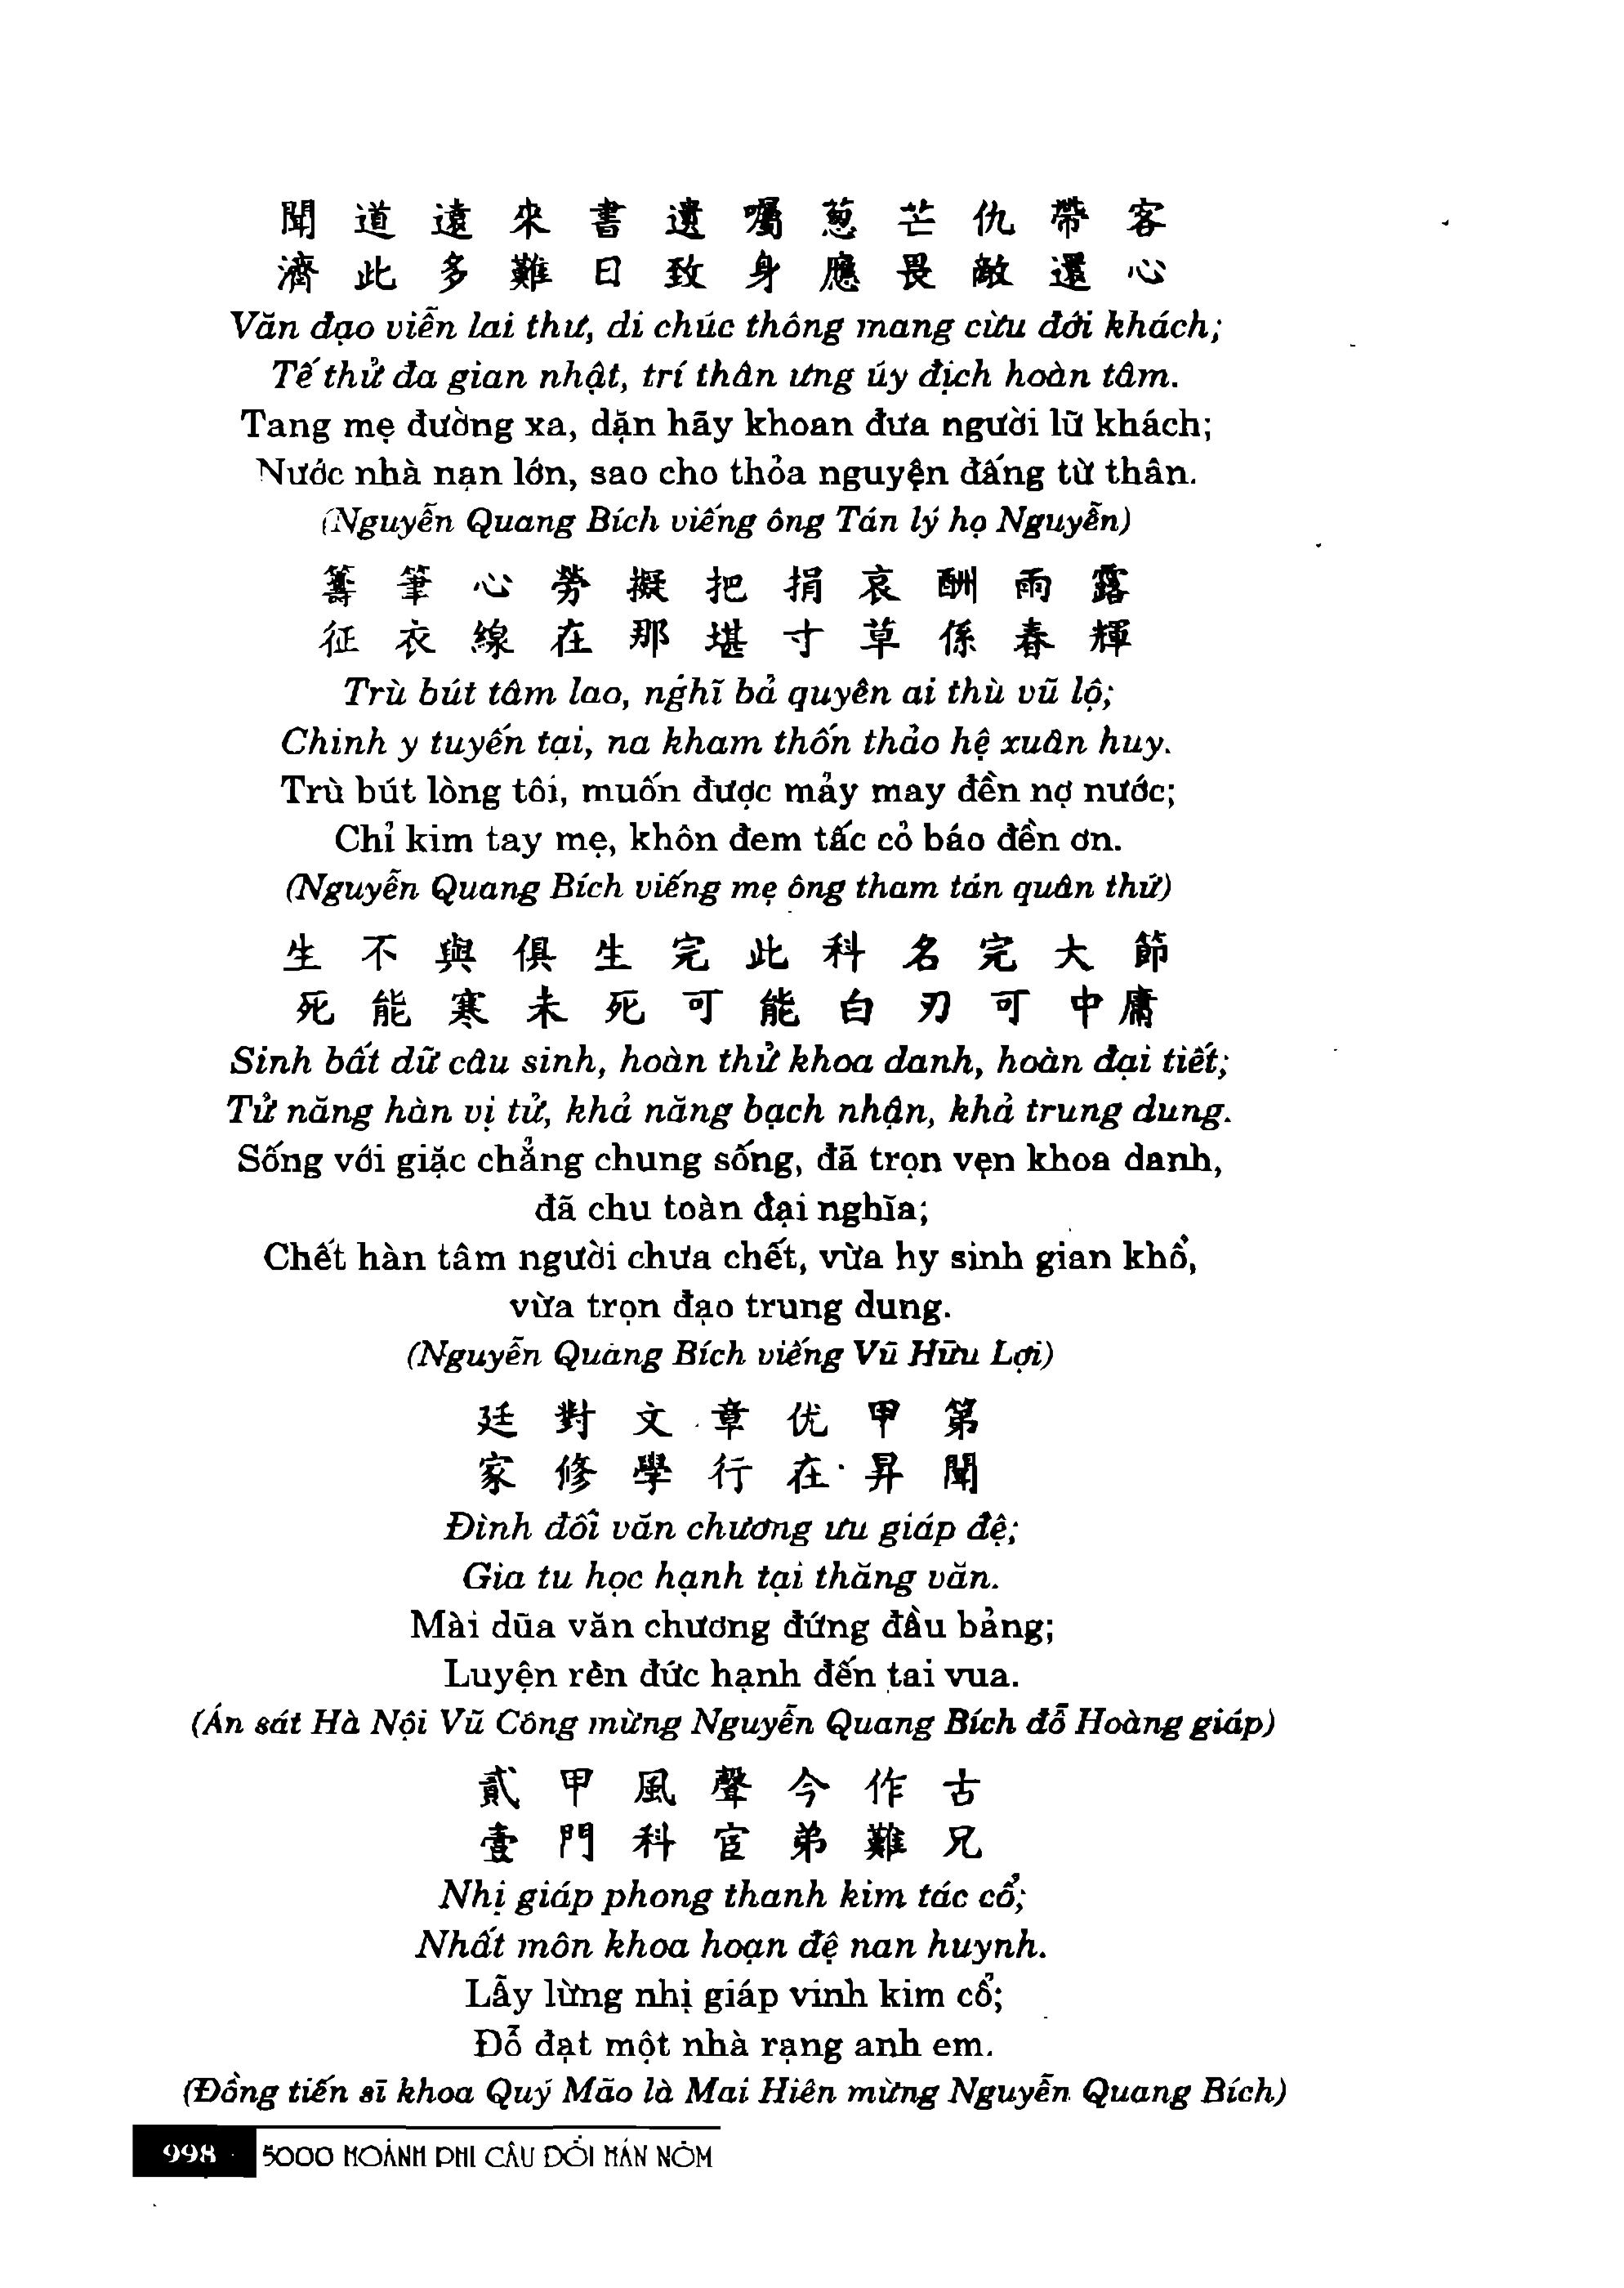 聞道遠來書遺囑葱芒仇帶客
濟此多難日致身應畏敵還心
Văn đạo viễn lai thư, di chúc thông mang cừu đới khách;
Tế thử đa gian nhật, trí thân ưng úy địch hoàn tâm.
Tang mẹ đường xa, dặn hãy khoan đưa người lữ khách;
Nước nhà nạn lớn, sao cho thỏa nguyện đấng từ thân.
(Nguyễn Quang Bích viếng ông Tán lý họ Nguyễn)
籌筆心勞擬把捐哀酬雨露
征衣線在那堪寸草係春輝
Trù bút tâm lao, nghĩ bả quyên ai thù vũ lộ;
Chinh y tuyến tại, na kham thốn thảo hệ xuân huy.
Trù bút lòng tôi, muốn được mảy may đền nợ nước;
Chỉ kim tay mẹ, khôn đem tấc cỏ báo đền ơn.
(Nguyễn Quang Bích viếng mẹ ông tham tán quân thứ)
生不與俱生完此科名完大節
死能寒未死可能白刃可中庸
Sinh bất dữ câu sinh, hoàn thử khoa danh, hoàn đại tiết;
Tử năng hàn vị tử, khả năng bạch nhận, khả trung dung.
Sống với giặc chẳng chung sống, đã trọn vẹn khoa danh,
đã chu toàn đại nghĩa;
Chết hàn tâm người chưa chết, vừa hy sinh gian khổ,
vừa trọn đạo trung dung.
(Nguyễn Quang Bích viếng Vũ Hữu Lợi)
廷對文章优甲第
家修學行在昇聞
Đình đối văn chương ưu giáp đệ;
Gia tu học hạnh tại thăng văn.
Mài dũa văn chương đứng đầu bảng;
Luyện rèn đức hạnh đến tai vua.
(Án sát Hà Nội Vũ Công mừng Nguyễn Quang Bích đỗ Hoàng giáp)
貳甲風聲今作古
壹門科宦弟難兄
Nhị giáp phong thanh kim tác cổ;
Nhất môn khoa hoạn đệ nan huynh.
Lẫy lừng nhị giáp vinh kim cổ;
Đỗ đạt một nhà rạng anh em.
(Đồng tiến sĩ khoa Quý Mão là Mai Hiên mừng Nguyễn Quang Bích)
998 5000 HOÀNH PHI CÂU ĐỐI HÁN NÔM